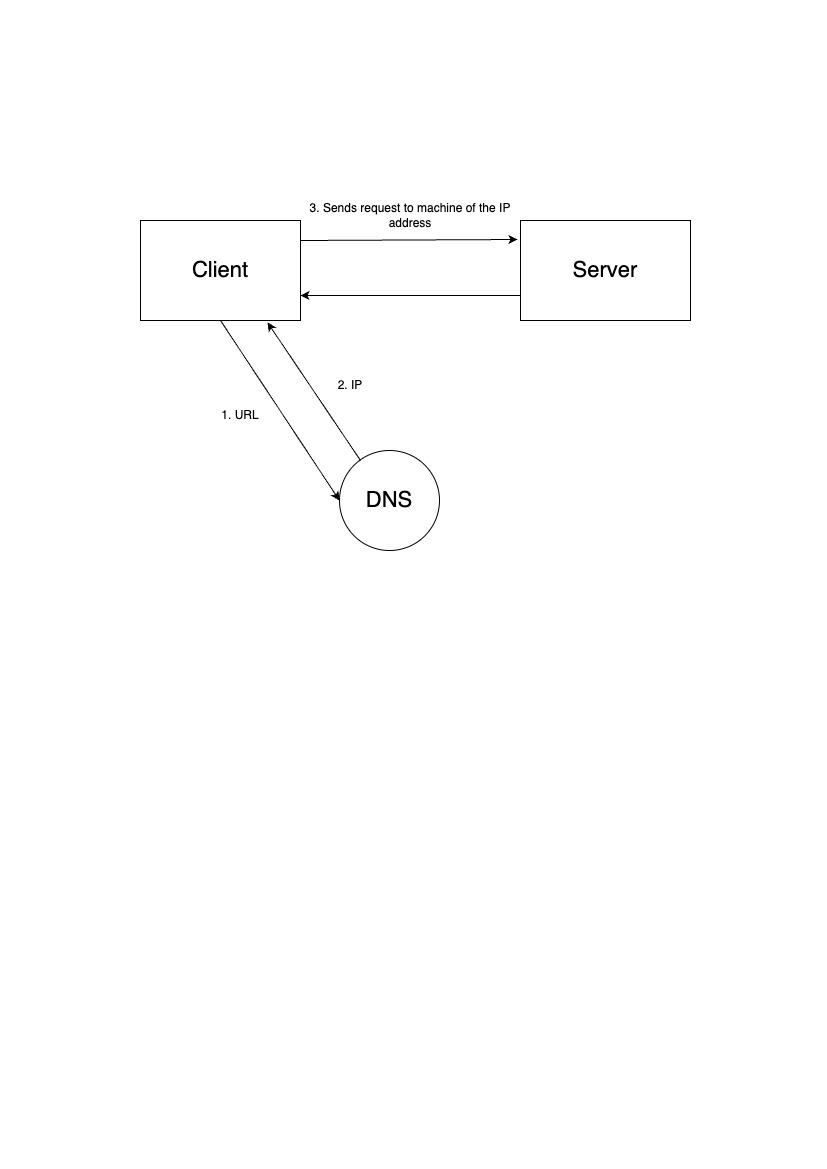 3. Sends request to machine of the IP
address
Client
Server
2. IP
1. URL
DNS